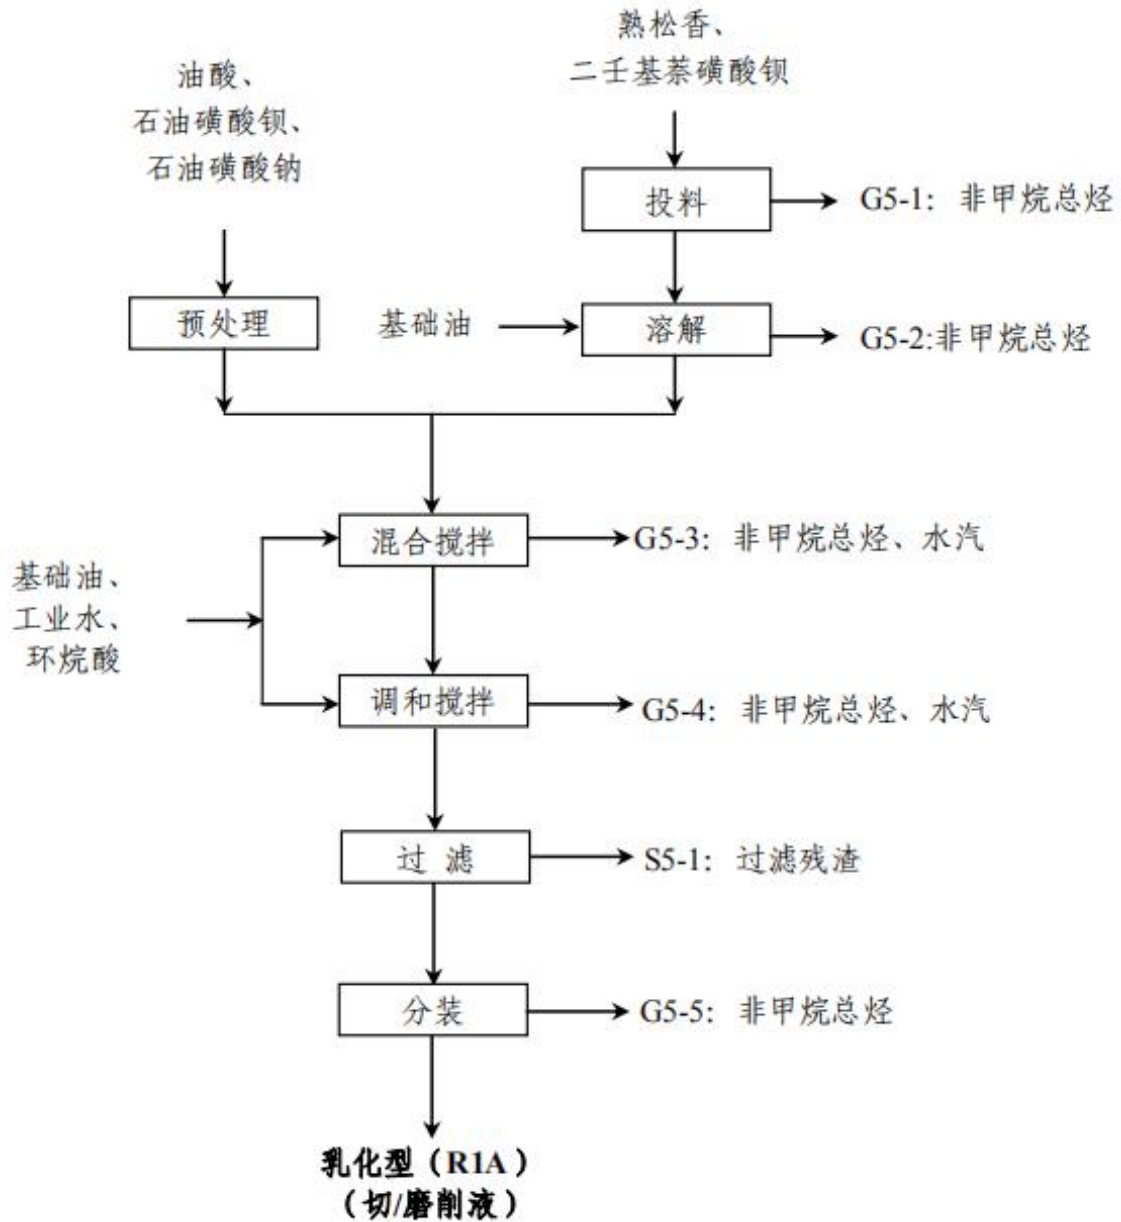 熟松香、
二壬基萘磺酸钡
油酸、
石油磺酸钡、
石油磺酸钠
投料
G5-1：非甲烷总烃
预处理
基础油
溶解
G5-2:非甲烷总烃
混合搅拌
G5-3：非甲烷总烃、水汽
基础油、
工业水、
环烷酸
调和搅拌
G5-4：非甲烷总烃、水汽
过 滤
S5-1：过滤残渣
分装
G5-5：非甲烷总烃
乳化型（R1A）
（切/磨削液）